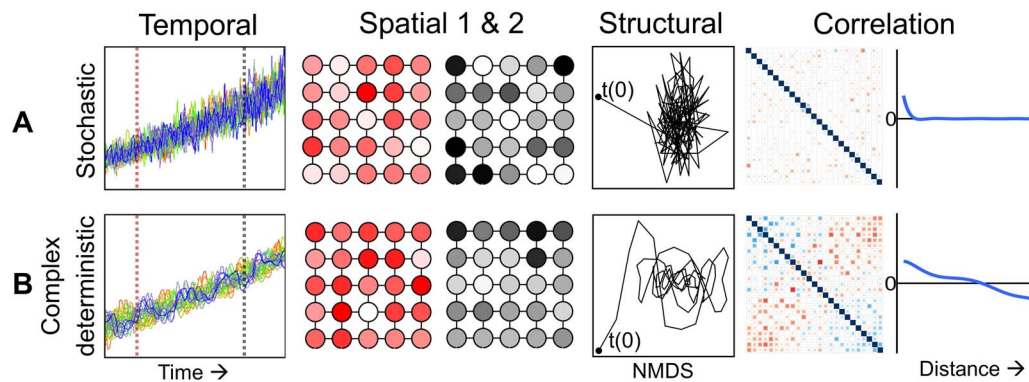 Temporal
Spatial 1 & 2
Structural
Correlation
A
Stochastic
t(0)
0
B
Complex
deterministic
t(0)
0
Time →
NMDS
Distance →